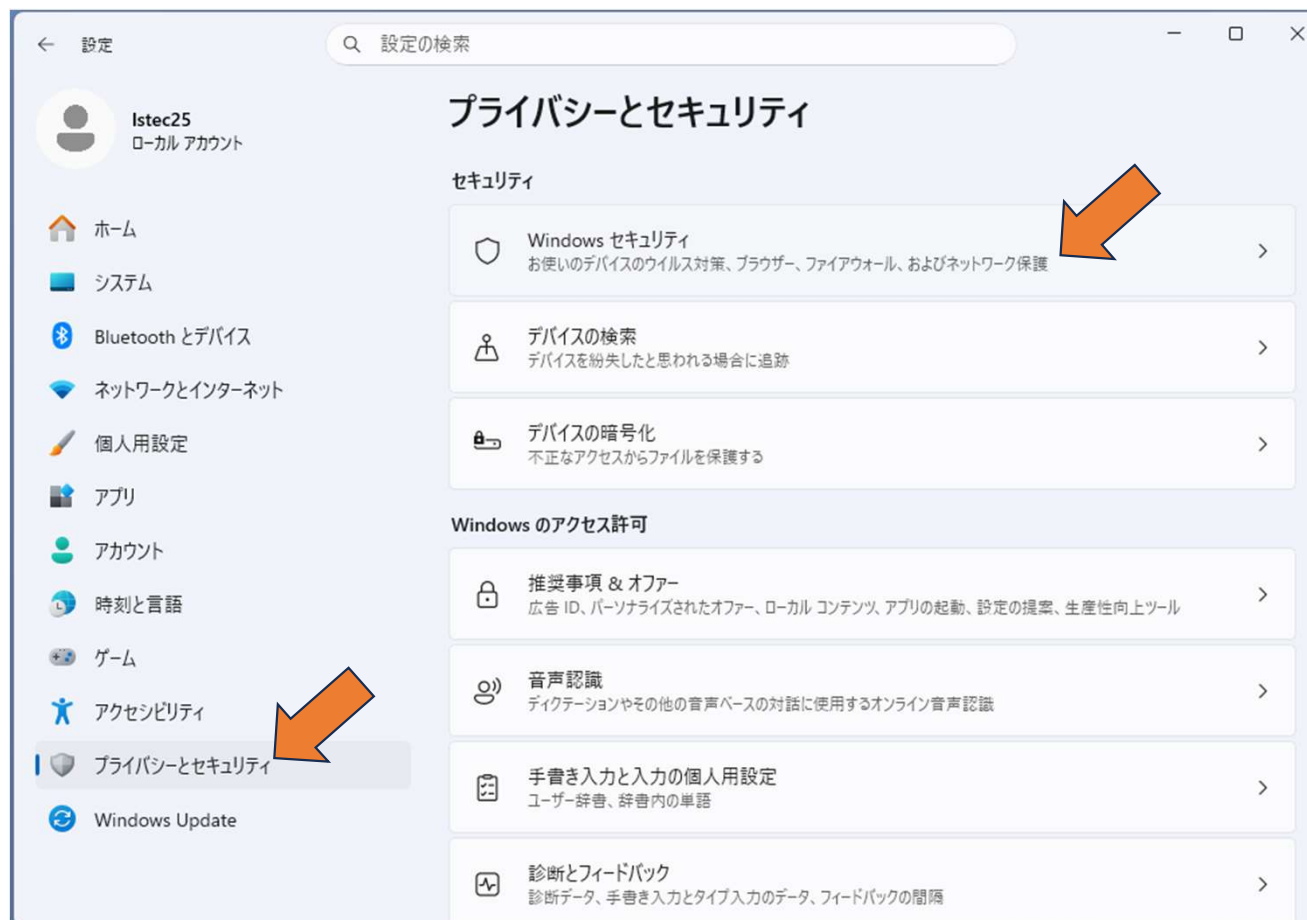 設定
設定の検索
Istec25
ローカル アカウント
ホーム
システム
Bluetooth とデバイス
ネットワークとインターネット
個人用設定
アプリ
アカウント
時刻と言語
ゲーム
アクセシビリティ
プライバシーとセキュリティ
Windows Update
プライバシーとセキュリティ
セキュリティ
Windows セキュリティ
お使いのデバイスのウイルス対策、ブラウザー、ファイアウォール、およびネットワーク保護
デバイスの検索
デバイスを紛失したと思われる場合に追跡
デバイスの暗号化
不正なアクセスからファイルを保護する
Windows のアクセス許可
推奨事項 & オファー
広告 ID、パーソナライズされたオファー、ローカル コンテンツ、アプリの起動、設定の提案、生産性向上ツール
音声認識
ディクテーションやその他の音声ベースの対話に使用するオンライン音声認識
手書き入力と入力の個人用設定
ユーザー辞書、辞書内の単語
診断とフィードバック
診断データ、手書き入力とタイプ入力のデータ、フィードバックの間隔